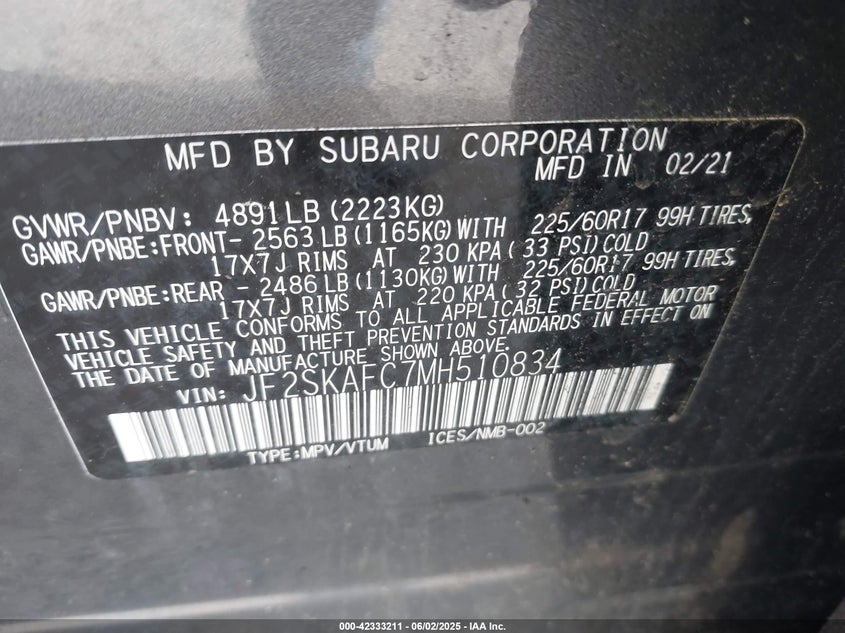 MFD BY SUBARU CORPORATION
MFD IN 02/21
GVWR/PNBV: 4891LB (2223KG)
GAWR/PNBE:FRONT- 2563 LB (1165KG) WITH 225/60R17 99H TIRES,
17X7J RIMS AT 230 KPA ( 33 PSI) COLD
GAWR/PNBE:REAR - 2486 LB (1130KG) WITH 225/60R17 99H TIRES,
17X7J RIMS AT 220 KPA ( 32 PSI) COLD
THIS VEHICLE CONFORMS TO ALL APPLICABLE FEDERAL MOTOR
VEHICLE SAFETY AND THEFT PREVENTION STANDARDS IN EFFECT ON
THE DATE OF MANUFACTURE SHOWN ABOVE.
VIN: JF2SKAFC7MH510834
TYPE:MPV/VTUM ICES/NMB-002
000-42333211 - 06/02/2025 - IAA Inc.